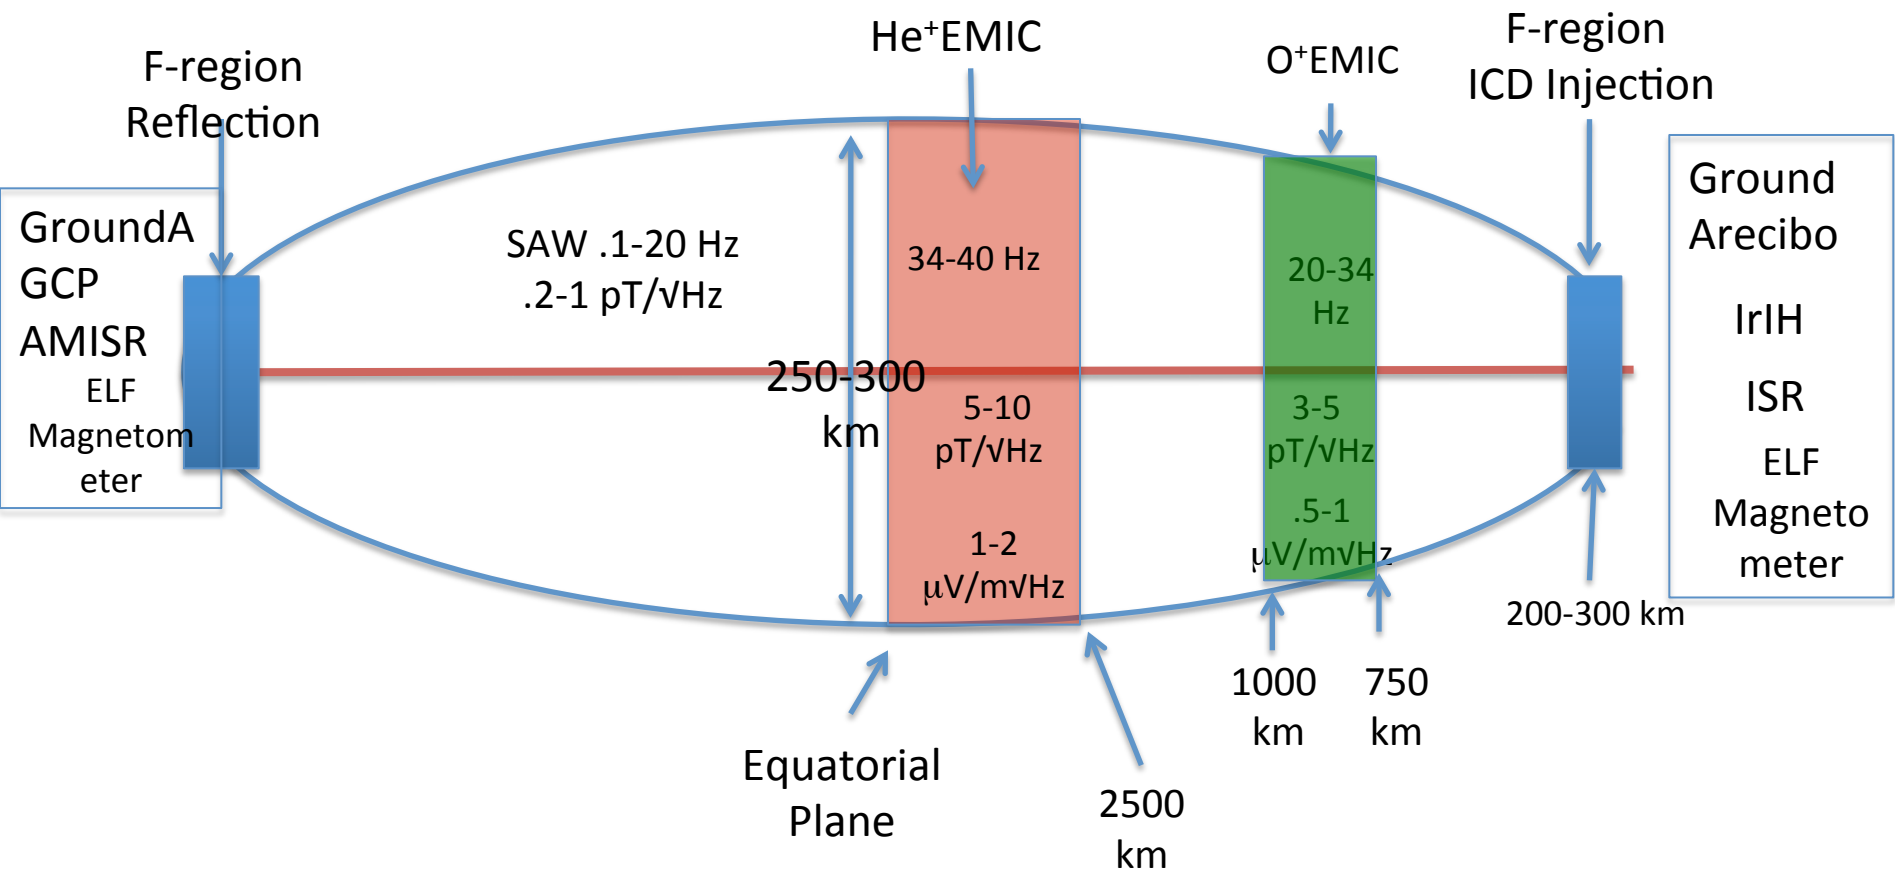 He⁺EMIC
F-region
ICD Injection
F-region
Reflection
O⁺EMIC
GroundA
GCP
AMISR
ELF
Magnetom
eter
SAW .1-20 Hz
.2-1 pT/√Hz
250-300
km
34-40 Hz
5-10
pT/√Hz
1-2
μV/m√Hz
20-34
Hz
3-5
pT/√Hz
.5-1
μV/m√Hz
Ground
Arecibo
IrIH
ISR
ELF
Magneto
meter
200-300 km
1000
km
750
km
Equatorial
Plane
2500
km